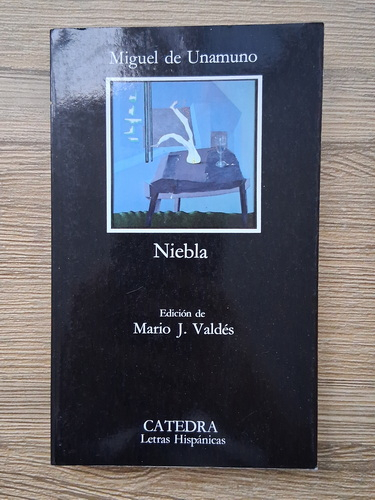 Miguel de Unamuno
Niebla
Edición de
Mario J. Valdés
CATEDRA
Letras Hispánicas